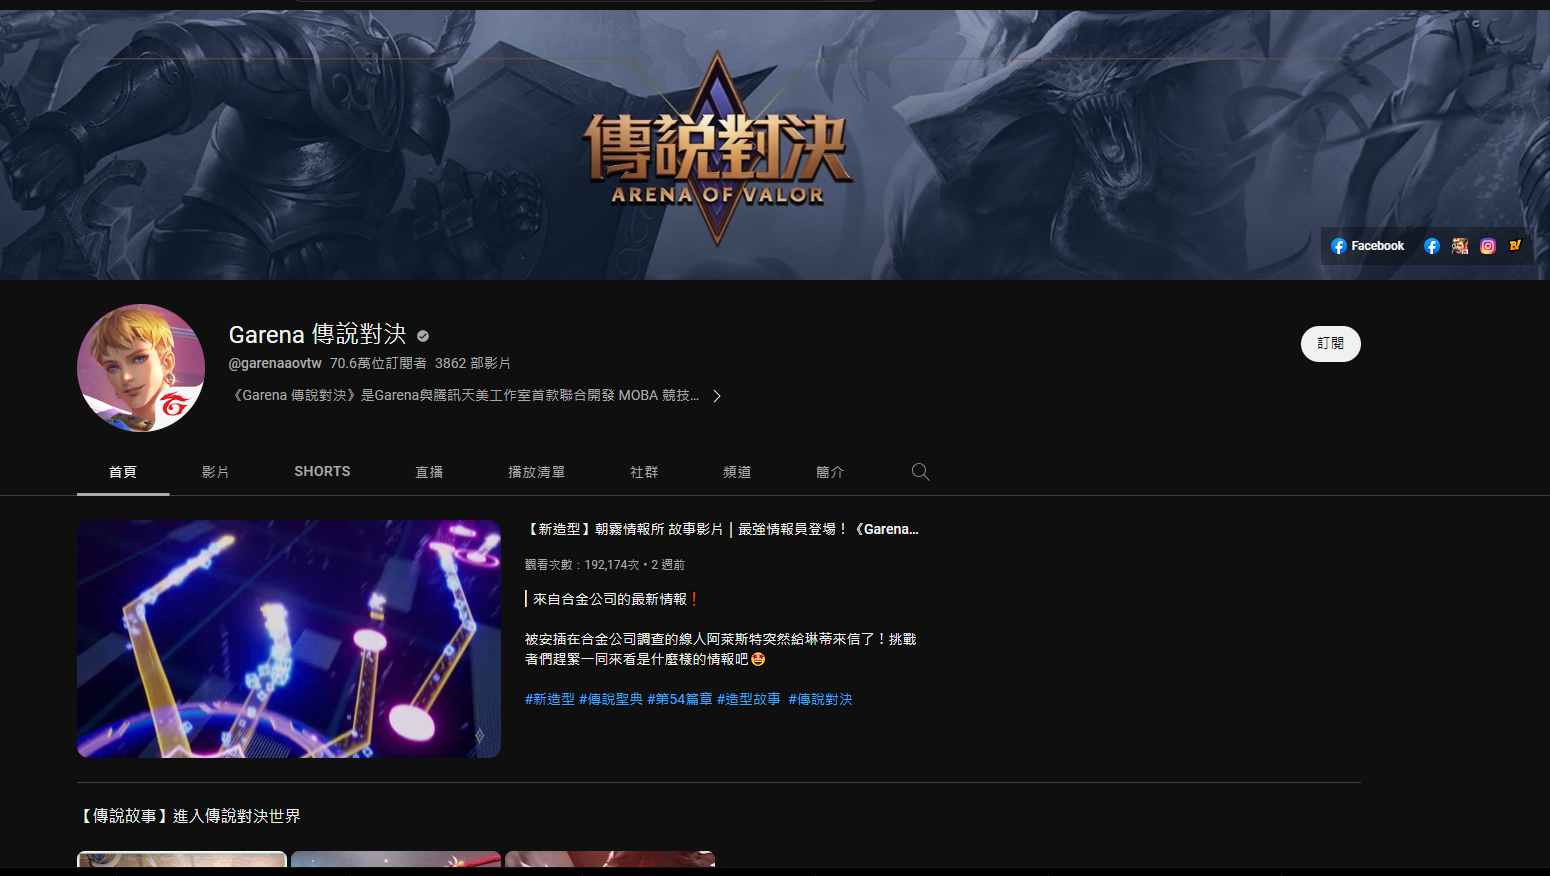 傳說對決
ARENA OF VALOR
Facebook
Garena 傳說對決
@garenaaovtw 70.6萬位訂閱者 3862 部影片
訂閱
《Garena 傳說對決》是Garena與騰訊天美工作室首款聯合開發 MOBA 競技...
首頁 影片 SHORTS 直播 播放清單 社群 頻道 簡介
【新造型】朝霧情報所 故事影片 | 最強情報員登場！《Garena...
觀看次數：192,174次 • 2 週前
| 來自合金公司的最新情報❗
被安插在合金公司調查的線人阿萊斯特突然給琳蒂來信了！挑戰
者們趕緊一同來看是什麼樣的情報吧🤩
#新造型 #傳說聖典 #第54篇章 #造型故事 #傳說對決
【傳說故事】進入傳說對決世界